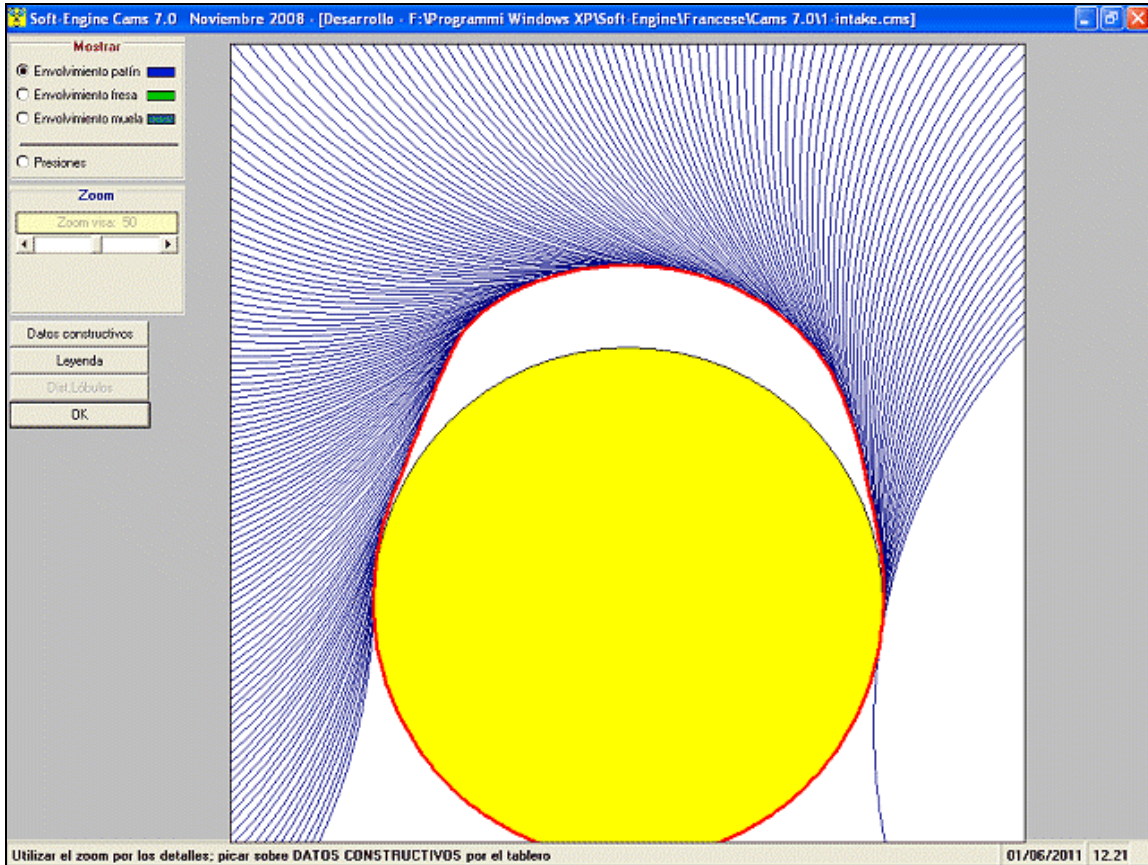 Soft-Engine Cams 7.0   Noviembre 2008 - [Desarrollo - F:\Programmi Windows XP\Soft-Engine\Francese\Cams 7.0\1-intake.cms]
Mostrar
Envolvimiento patín
Envolvimiento fresa
Envolvimiento muela
Presiones
Zoom
Zoom visa: 50
Datos constructivos
Leyenda
Dist.Lóbulos
OK
Utilizar el zoom por los detalles; picar sobre DATOS CONSTRUCTIVOS por el tablero   01/06/2011   12.21